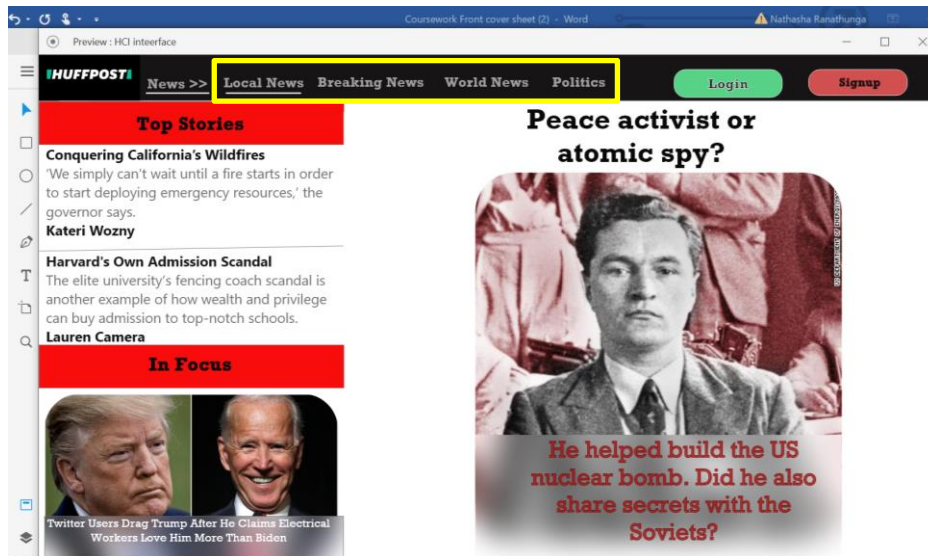 Coursework Front cover sheet (2) - Word
Nathasha Ranathunga
Preview : HCI inteerface
HUFFPOST
News >> Local News Breaking News World News Politics
Login
Signup
Top Stories
Conquering California's Wildfires
'We simply can't wait until a fire starts in order
to start deploying emergency resources,' the
governor says.
Kateri Wozny
Harvard's Own Admission Scandal
The elite university's fencing coach scandal is
another example of how wealth and privilege
can buy admission to top-notch schools.
Lauren Camera
In Focus
Twitter Users Drag Trump After He Claims Electrical
Workers Love Him More Than Biden
Peace activist or
atomic spy?
US DEPARTMENT OF ENERGY
He helped build the US
nuclear bomb. Did he also
share secrets with the
Soviets?